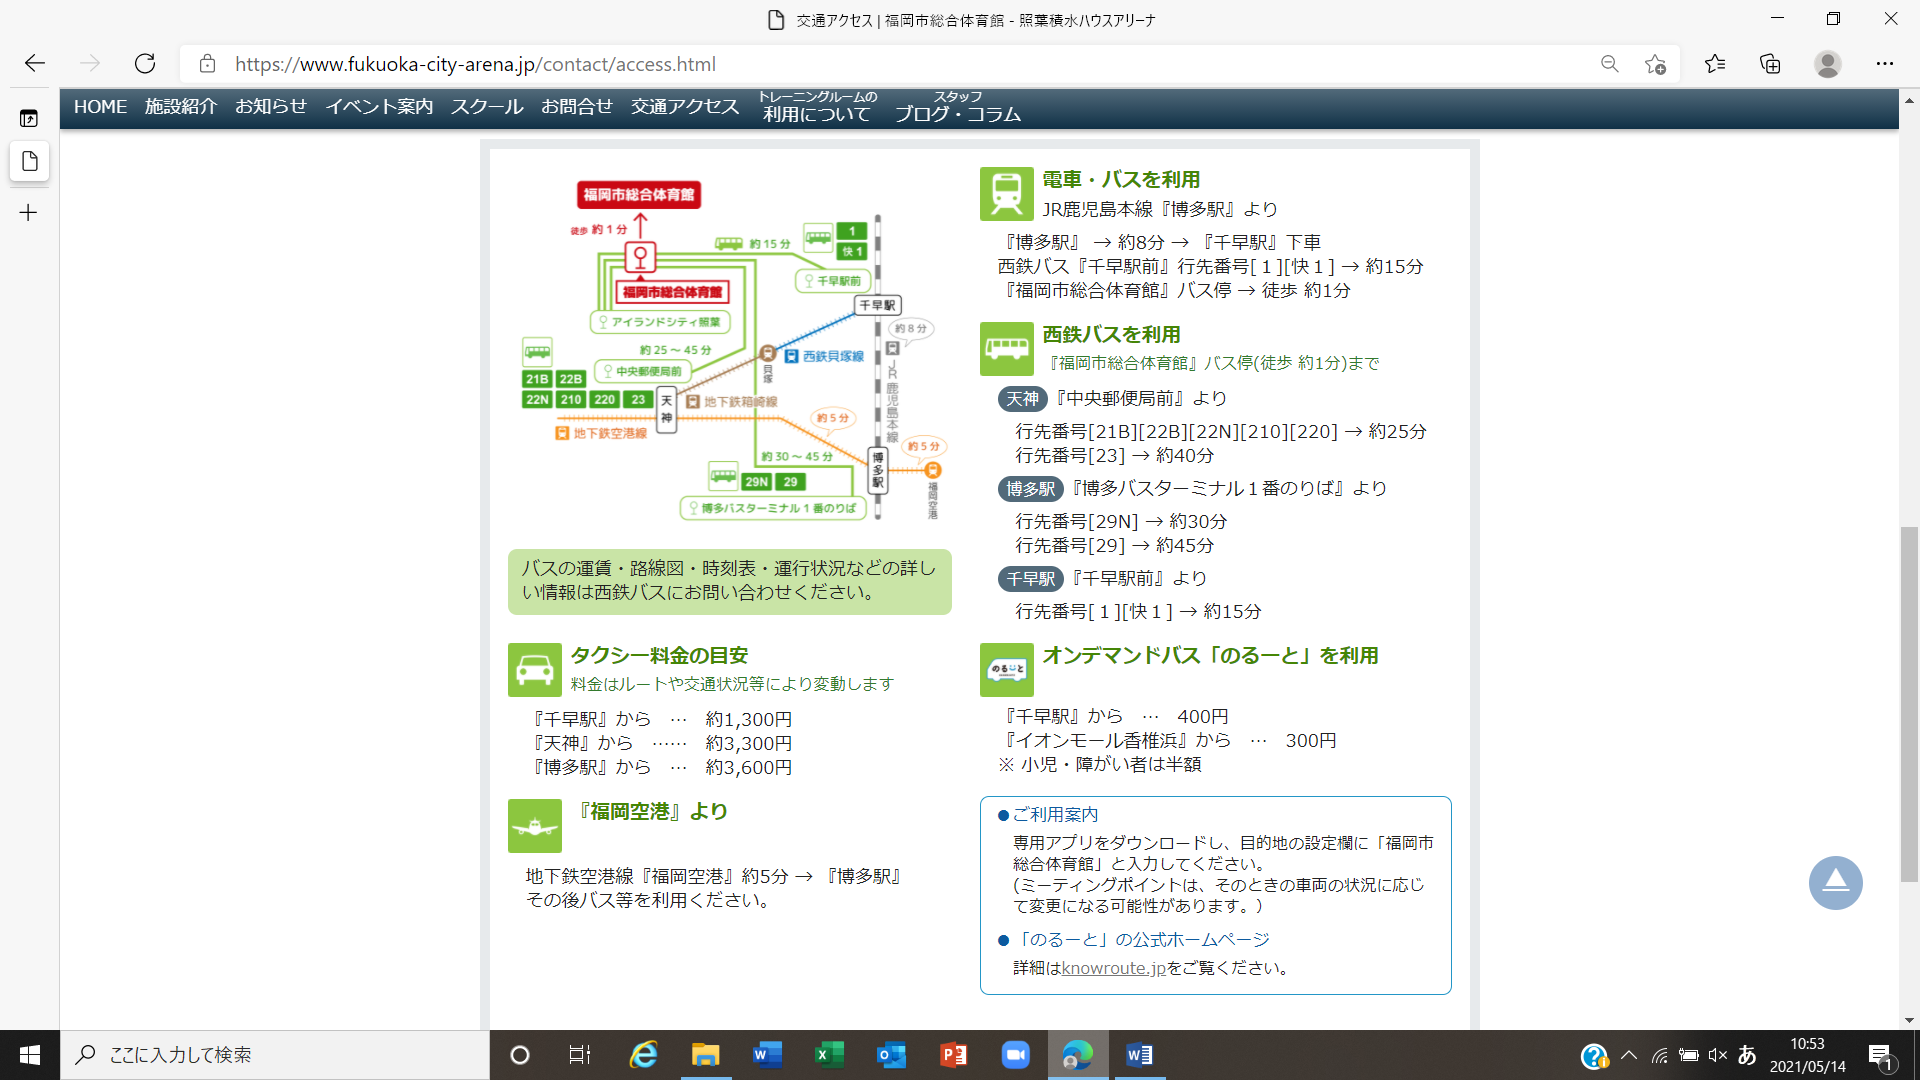 交通アクセス | 福岡市総合体育館 - 照葉積水ハウスアリーナ
https://www.fukuoka-city-arena.jp/contact/access.html
HOME 施設紹介 お知らせ イベント案内 スクール お問合せ 交通アクセス トレーニングルームの利用について スタッフブログ・コラム
福岡市総合体育館
徒歩 約1分
約15分
1
快1
千早駅前
福岡市総合体育館
アイランドシティ照葉
千早駅
約8分
約25～45分
西鉄貝塚線
貝塚
中央郵便局前
21B 22B
22N 210 220 23
天神
地下鉄箱崎線
JR鹿児島本線
地下鉄空港線
約5分
約5分
約30～45分
博多駅
29N 29
福岡空港
博多バスターミナル1番のりば
バスの運賃・路線図・時刻表・運行状況などの詳し
い情報は西鉄バスにお問い合わせください。
タクシー料金の目安
料金はルートや交通状況等により変動します
『千早駅』から … 約1,300円
『天神』から …… 約3,300円
『博多駅』から … 約3,600円
『福岡空港』より
地下鉄空港線『福岡空港』約5分 → 『博多駅』
その後バス等を利用ください。
電車・バスを利用
JR鹿児島本線『博多駅』より
『博多駅』 → 約8分 → 『千早駅』下車
西鉄バス『千早駅前』行先番号[１][快１] → 約15分
『福岡市総合体育館』バス停 → 徒歩 約1分
西鉄バスを利用
『福岡市総合体育館』バス停(徒歩 約1分)まで
天神 『中央郵便局前』より
行先番号[21B][22B][22N][210][220] → 約25分
行先番号[23] → 約40分
博多駅 『博多バスターミナル１番のりば』より
行先番号[29N] → 約30分
行先番号[29] → 約45分
千早駅 『千早駅前』より
行先番号[１][快１] → 約15分
のるーと
オンデマンドバス「のるーと」を利用
『千早駅』から … 400円
『イオンモール香椎浜』から … 300円
※ 小児・障がい者は半額
●ご利用案内
専用アプリをダウンロードし、目的地の設定欄に「福岡市
総合体育館」と入力してください。
(ミーティングポイントは、そのときの車両の状況に応じ
て変更になる可能性があります。)
●「のるーと」の公式ホームページ
詳細はknowroute.jpをご覧ください。
ここに入力して検索
あ
10:53
2021/05/14
1